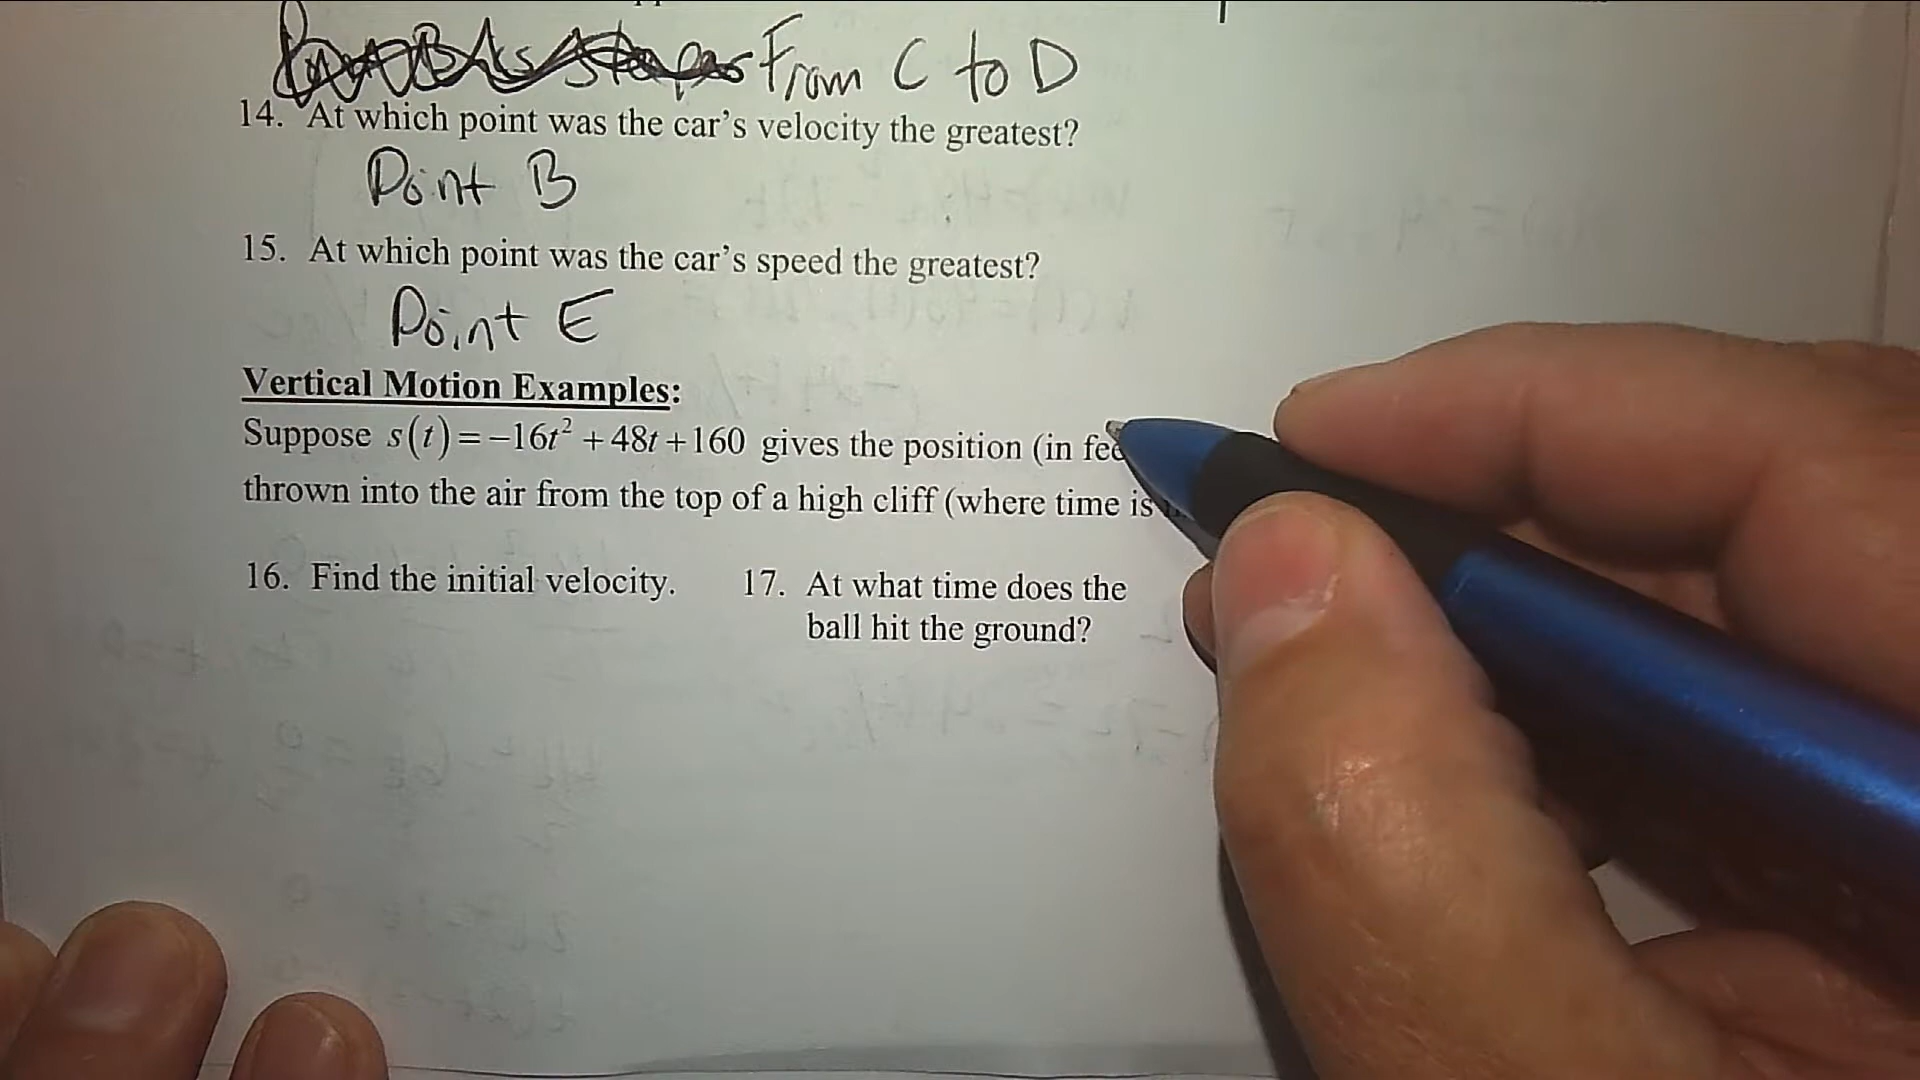 From C to D
14. At which point was the car's velocity the greatest?
Point B
15. At which point was the car's speed the greatest?
Point E
Vertical Motion Examples:
Suppose s(t)=−16t²+48t+160 gives the position (in
thrown into the air from the top of a high cliff (where time is
16. Find the initial velocity. 17. At what time does the
ball hit the ground?